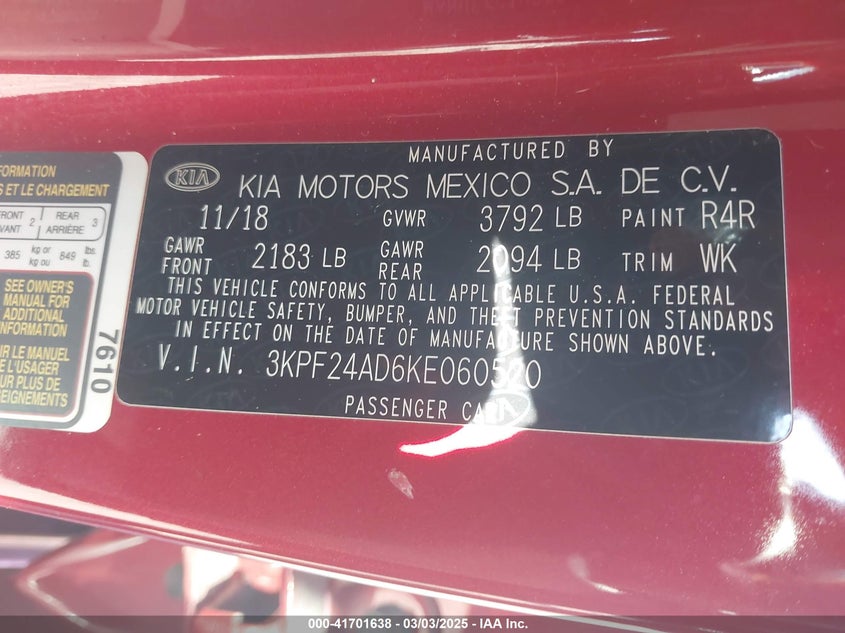 MANUFACTURED BY
KIA KIA MOTORS MEXICO S.A. DE C.V.
11/18 GVWR 3792 LB PAINT R4R
GAWR FRONT 2183 LB GAWR REAR 2094 LB TRIM WK
THIS VEHICLE CONFORMS TO ALL APPLICABLE U.S.A. FEDERAL
MOTOR VEHICLE SAFETY, BUMPER, AND THEFT PREVENTION STANDARDS
IN EFFECT ON THE DATE OF MANUFACTURE SHOWN ABOVE.
V.I.N. 3KPF24AD6KE060520
PASSENGER CAR
FORMATION
S ET LE CHARGEMENT
FRONT 2 REAR 3
VANT ARRIÈRE
385 kg or 849 lbs.
kg ou lb.
SEE OWNER'S
MANUAL FOR
ADDITIONAL
INFORMATION
IR LE MANUEL
E L'USAGER
UR PLUS DE
EIGNEMENTS
7610
000-41701638 - 03/03/2025 - IAA Inc.